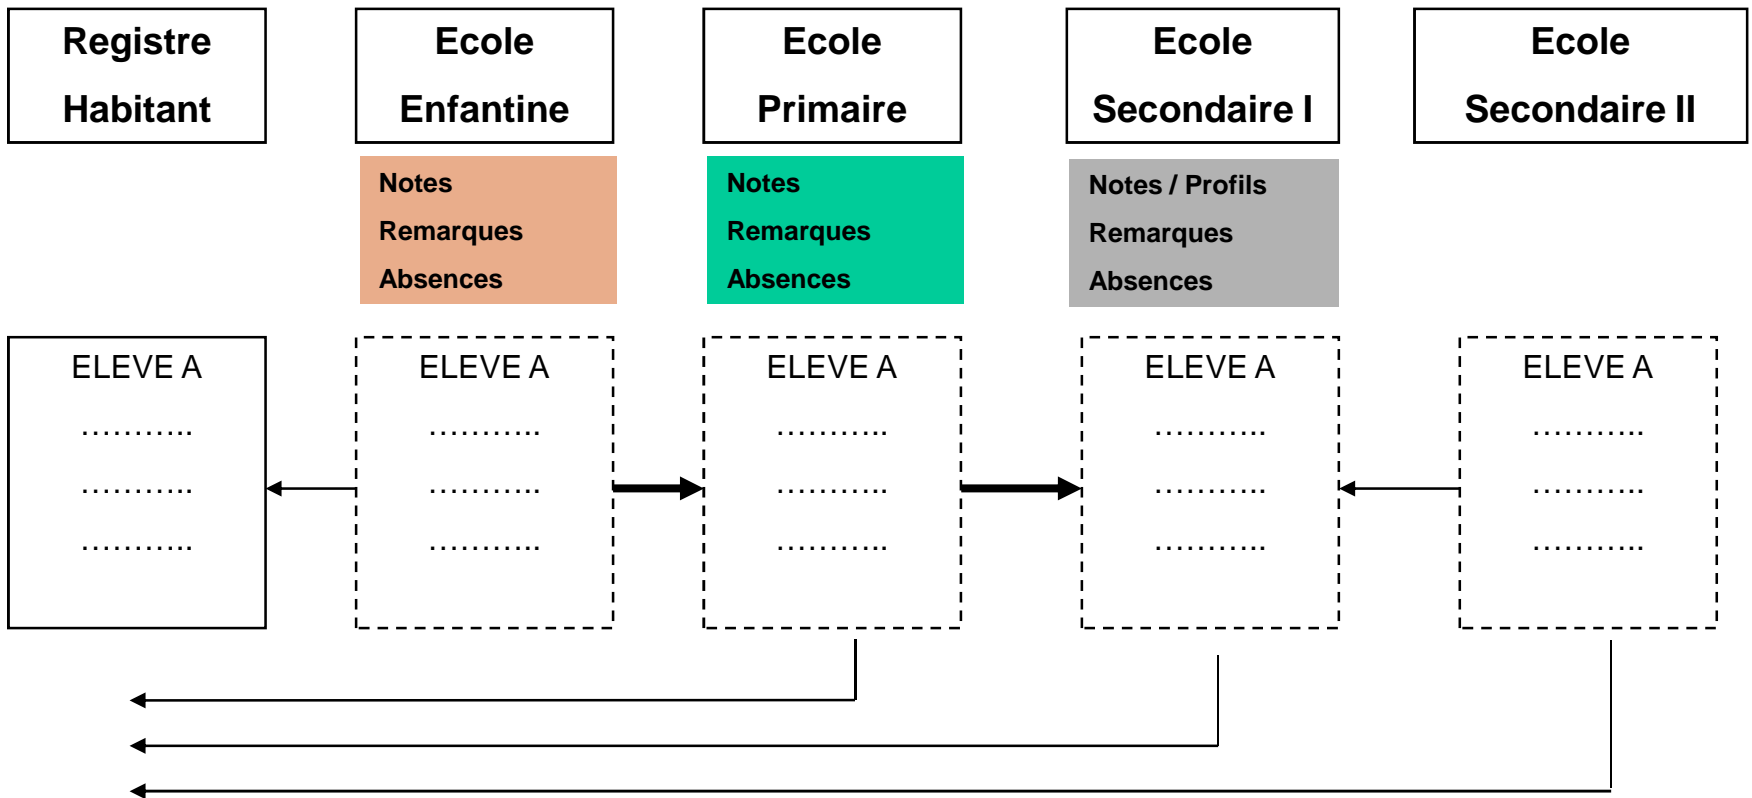 Registre
Habitant
Ecole
Enfantine
Ecole
Primaire
Ecole
Secondaire I
Ecole
Secondaire II
Notes
Remarques
Absences
Notes
Remarques
Absences
Notes / Profils
Remarques
Absences
ELEVE A
………..
………..
………..
ELEVE A
………..
………..
………..
ELEVE A
………..
………..
………..
ELEVE A
………..
………..
………..
ELEVE A
………..
………..
………..